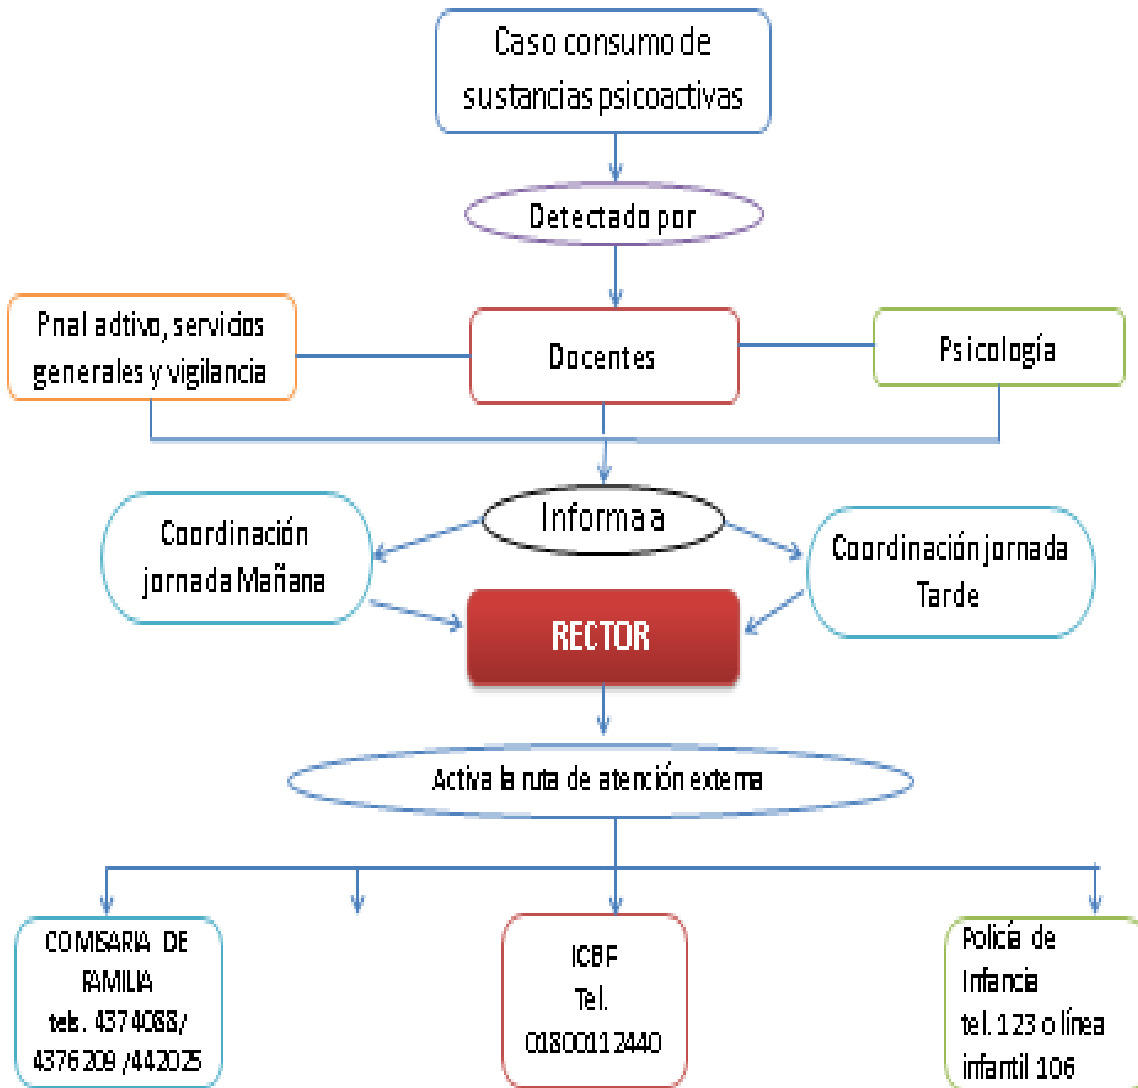 Caso consumo de
sustancias psicoactivas
Detectado por
Pnal adtivo, servicios
generales y vigilancia
Docentes
Psicología
Informa a
Coordinación
jornada Mañana
Coordinación jornada
Tarde
RECTOR
Activa la ruta de atención externa
COMISARIA DE
FAMILIA
tels. 4374088/
4376209 /442025
ICBF
Tel.
01800112440
Policía de
Infancia
tel. 123 o línea
infantil 106